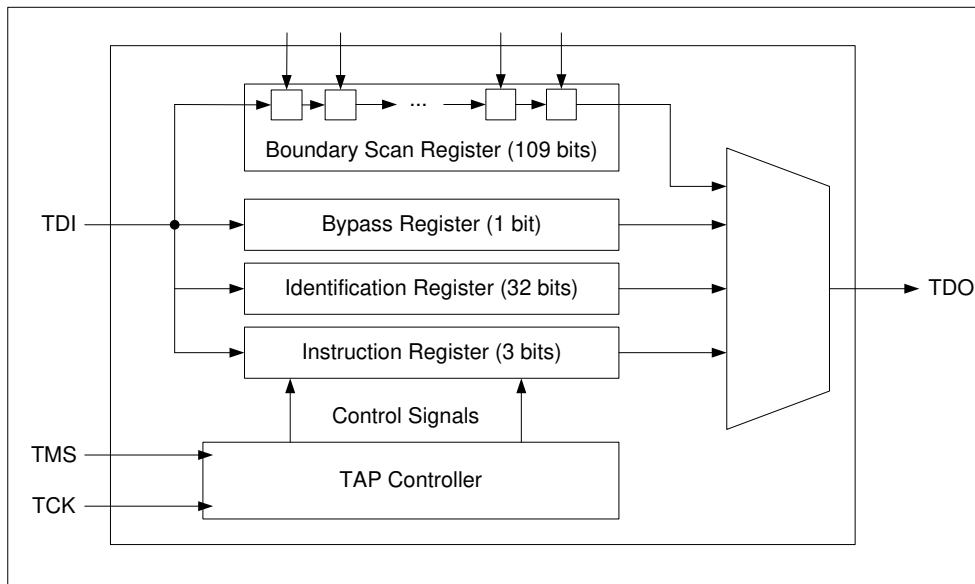 ...
Boundary Scan Register (109 bits)
TDI
Bypass Register (1 bit)
Identification Register (32 bits)
TDO
Instruction Register (3 bits)
Control Signals
TMS
TAP Controller
TCK